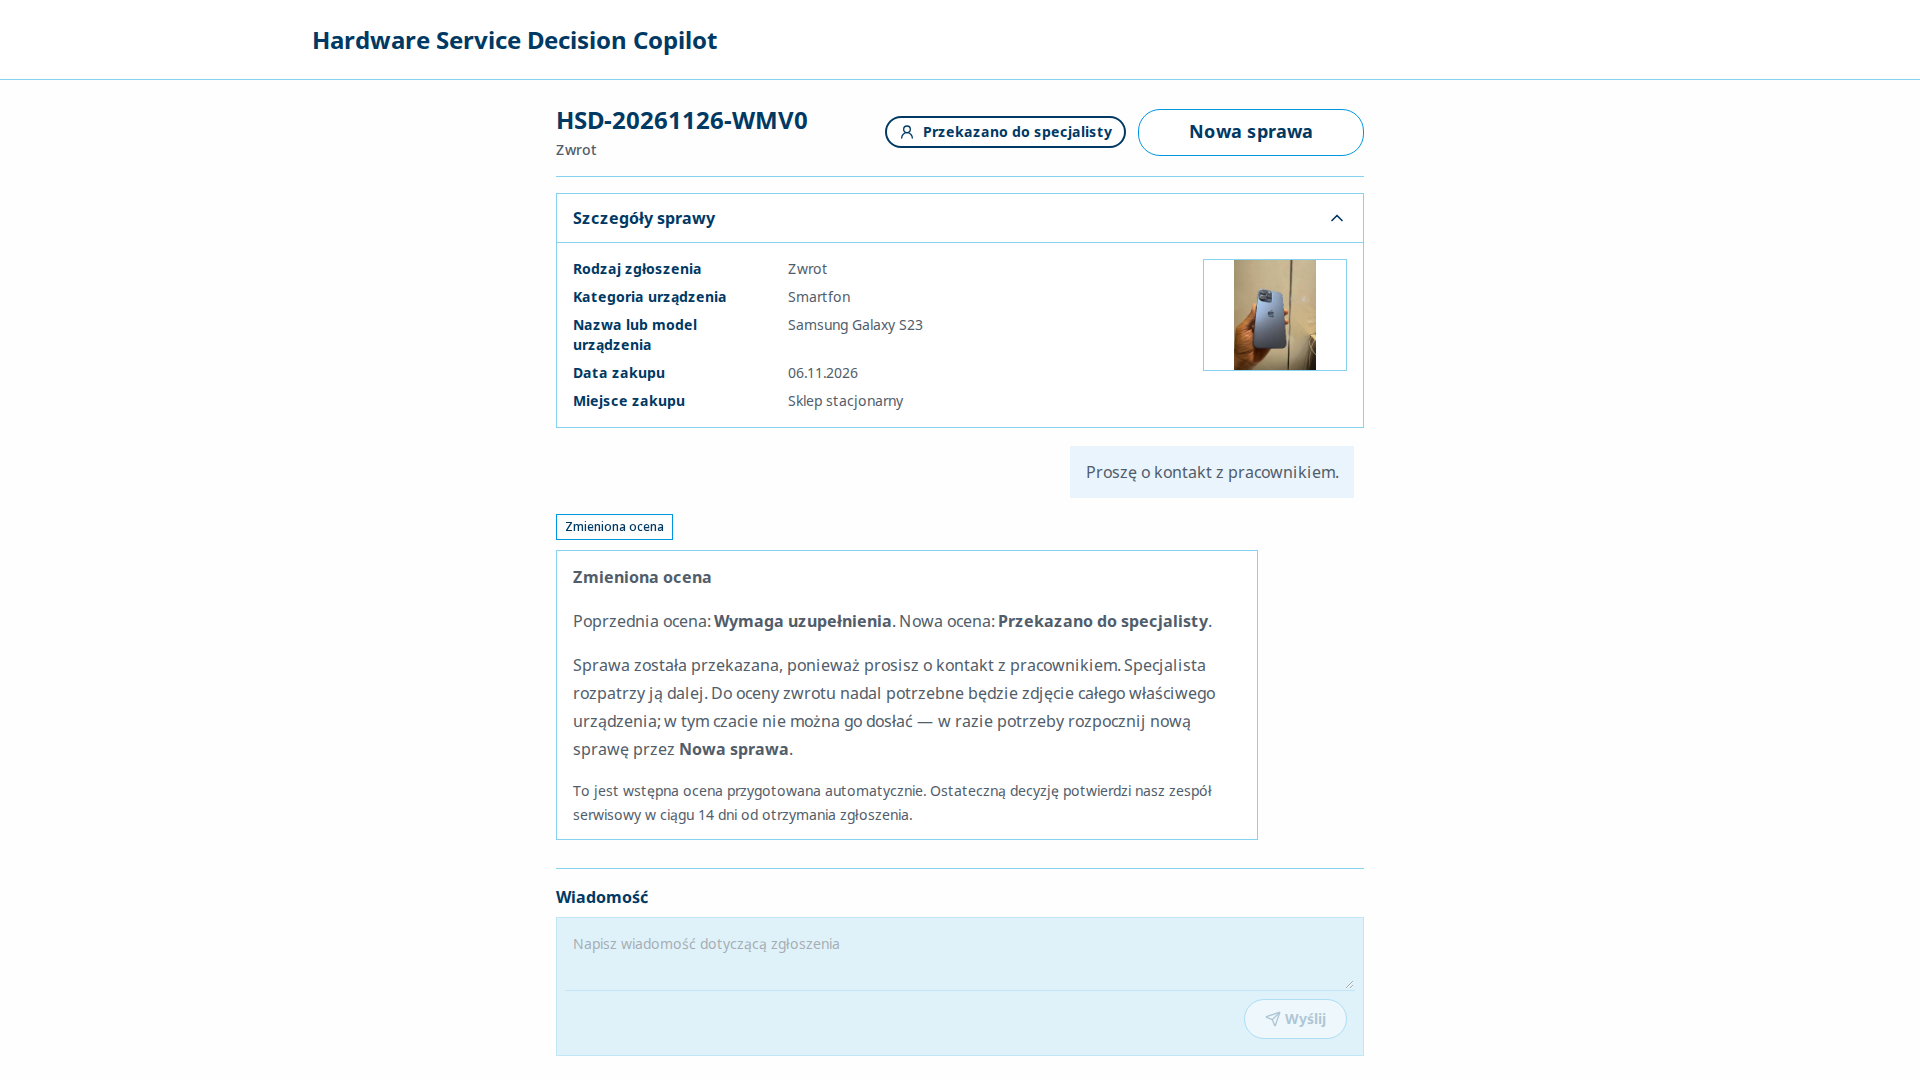 Hardware Service Decision Copilot
HSD-20261126-WMV0
Zwrot
Przekazano do specjalisty
Nowa sprawa
Szczegóły sprawy
Rodzaj zgłoszenia
Zwrot
Kategoria urządzenia
Smartfon
Nazwa lub model
urządzenia
Samsung Galaxy S23
Data zakupu
06.11.2026
Miejsce zakupu
Sklep stacjonarny
Proszę o kontakt z pracownikiem.
Zmieniona ocena
Zmieniona ocena
Poprzednia ocena: Wymaga uzupełnienia. Nowa ocena: Przekazano do specjalisty.
Sprawa została przekazana, ponieważ prosisz o kontakt z pracownikiem. Specjalista
rozpatrzy ją dalej. Do oceny zwrotu nadal potrzebne będzie zdjęcie całego właściwego
urządzenia; w tym czacie nie można go dosłać — w razie potrzeby rozpocznij nową
sprawę przez Nowa sprawa.
To jest wstępna ocena przygotowana automatycznie. Ostateczną decyzję potwierdzi nasz zespół
serwisowy w ciągu 14 dni od otrzymania zgłoszenia.
Wiadomość
Napisz wiadomość dotyczącą zgłoszenia
Wyślij